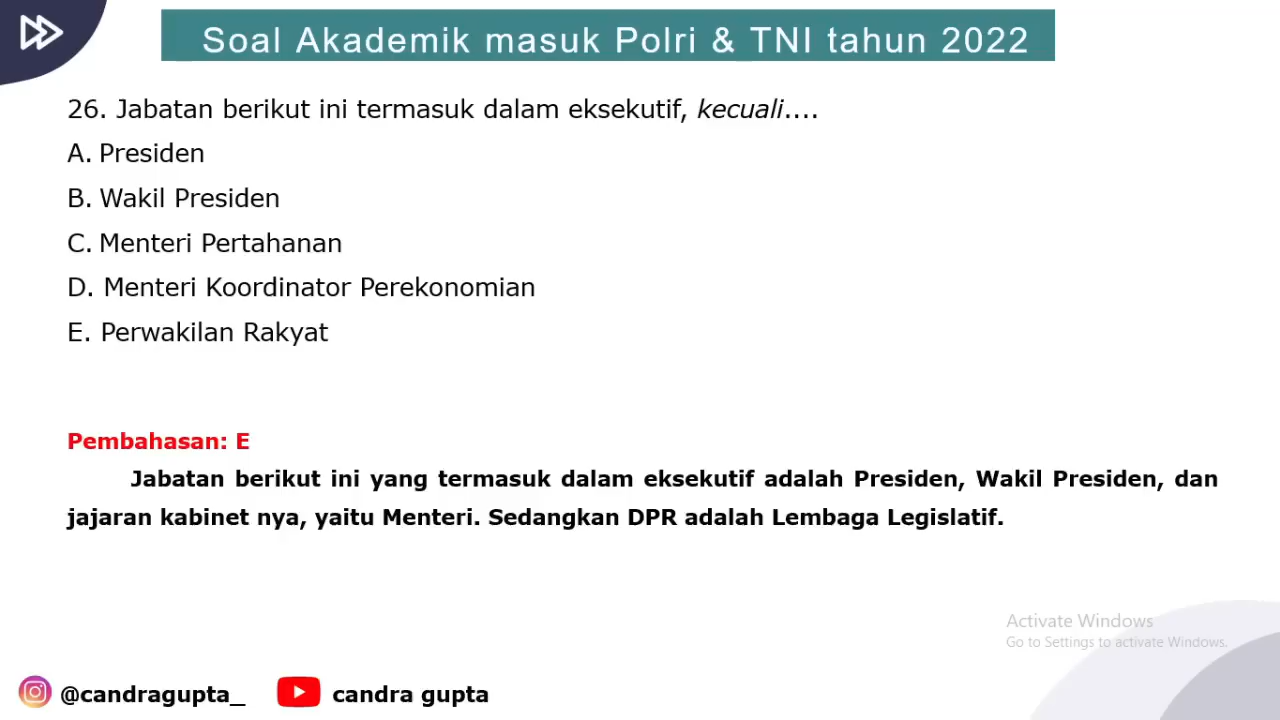 Soal Akademik masuk Polri & TNI tahun 2022
26. Jabatan berikut ini termasuk dalam eksekutif, kecuali....
A. Presiden
B. Wakil Presiden
C. Menteri Pertahanan
D. Menteri Koordinator Perekonomian
E. Perwakilan Rakyat
Pembahasan: E
Jabatan berikut ini yang termasuk dalam eksekutif adalah Presiden, Wakil Presiden, dan
jajaran kabinet nya, yaitu Menteri. Sedangkan DPR adalah Lembaga Legislatif.
Activate Windows
Go to Settings to activate Windows.
@candragupta_ candra gupta